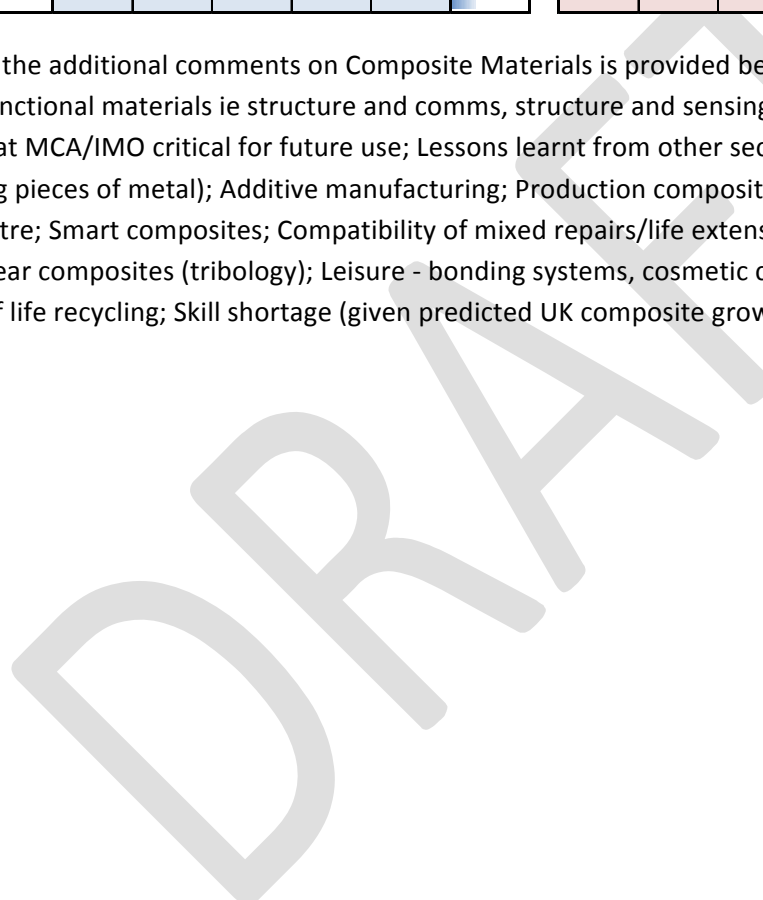 the additional comments on Composite Materials is provided be
nctional materials ie structure and comms, structure and sensing
at MCA/IMO critical for future use; Lessons learnt from other sec
g pieces of metal); Additive manufacturing; Production composit
tre; Smart composites; Compatibility of mixed repairs/life extens
ear composites (tribology); Leisure - bonding systems, cosmetic c
f life recycling; Skill shortage (given predicted UK composite grow
DRAFT